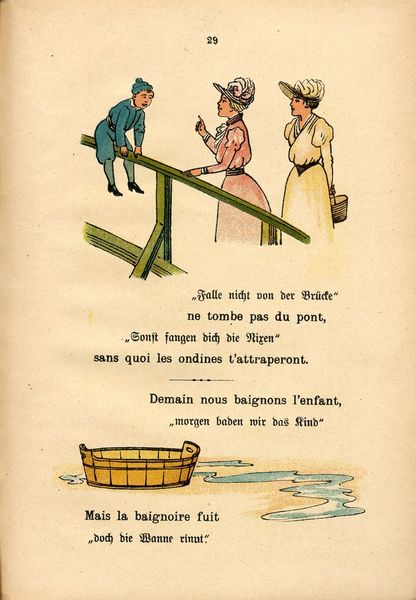 29
„Falle nicht von der Brücke“
ne tombe pas du pont,
„Sonst fangen dich die Nixen“
sans quoi les ondines t'attraperont.
Demain nous baignons l'enfant,
„morgen baden wir das Kind“
Mais la baignoire fuit
„doch die Wanne rinnt.“